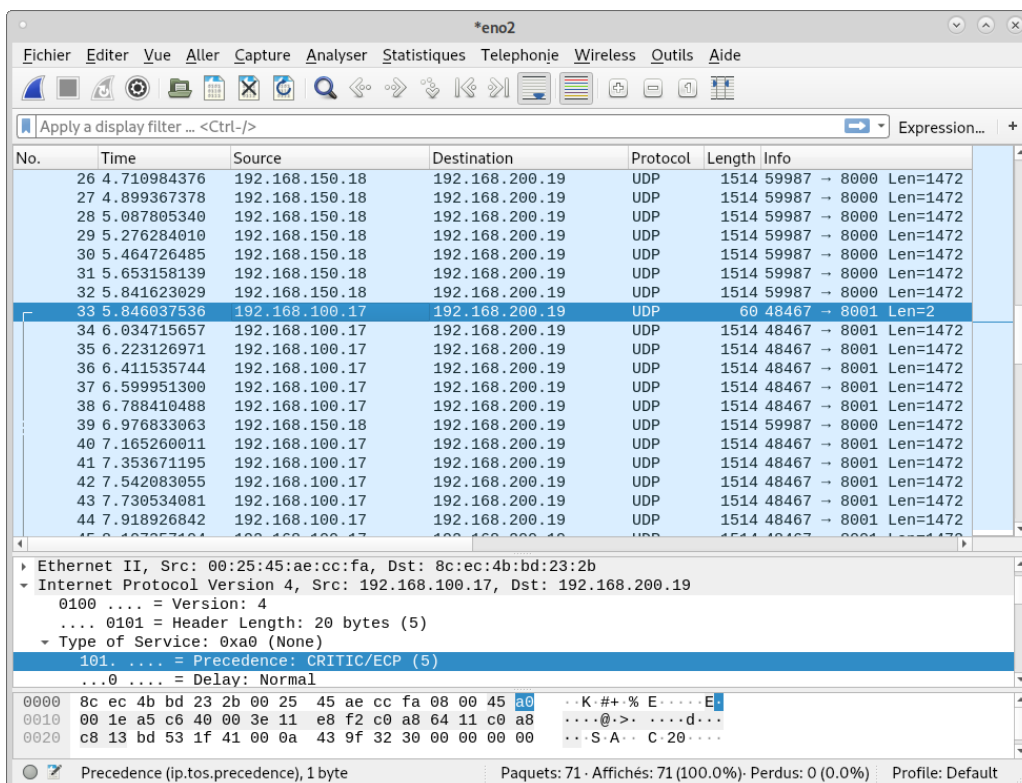 *eno2
Fichier Editer Vue Aller Capture Analyser Statistiques Telephonie Wireless Outils Aide
Apply a display filter ... <Ctrl-/> Expression... +
No. Time Source Destination Protocol Length Info
26 4.710984376 192.168.150.18 192.168.200.19 UDP 1514 59987 → 8000 Len=1472
27 4.899367378 192.168.150.18 192.168.200.19 UDP 1514 59987 → 8000 Len=1472
28 5.087805340 192.168.150.18 192.168.200.19 UDP 1514 59987 → 8000 Len=1472
29 5.276284010 192.168.150.18 192.168.200.19 UDP 1514 59987 → 8000 Len=1472
30 5.464726485 192.168.150.18 192.168.200.19 UDP 1514 59987 → 8000 Len=1472
31 5.653158139 192.168.150.18 192.168.200.19 UDP 1514 59987 → 8000 Len=1472
32 5.841623029 192.168.150.18 192.168.200.19 UDP 1514 59987 → 8000 Len=1472
33 5.846037536 192.168.100.17 192.168.200.19 UDP 60 48467 → 8001 Len=2
34 6.034715657 192.168.100.17 192.168.200.19 UDP 1514 48467 → 8001 Len=1472
35 6.223126971 192.168.100.17 192.168.200.19 UDP 1514 48467 → 8001 Len=1472
36 6.411535744 192.168.100.17 192.168.200.19 UDP 1514 48467 → 8001 Len=1472
37 6.599951300 192.168.100.17 192.168.200.19 UDP 1514 48467 → 8001 Len=1472
38 6.788410488 192.168.100.17 192.168.200.19 UDP 1514 48467 → 8001 Len=1472
39 6.976833063 192.168.150.18 192.168.200.19 UDP 1514 59987 → 8000 Len=1472
40 7.165260011 192.168.100.17 192.168.200.19 UDP 1514 48467 → 8001 Len=1472
41 7.353671195 192.168.100.17 192.168.200.19 UDP 1514 48467 → 8001 Len=1472
42 7.542083055 192.168.100.17 192.168.200.19 UDP 1514 48467 → 8001 Len=1472
43 7.730534081 192.168.100.17 192.168.200.19 UDP 1514 48467 → 8001 Len=1472
44 7.918926842 192.168.100.17 192.168.200.19 UDP 1514 48467 → 8001 Len=1472
Ethernet II, Src: 00:25:45:ae:cc:fa, Dst: 8c:ec:4b:bd:23:2b
Internet Protocol Version 4, Src: 192.168.100.17, Dst: 192.168.200.19
0100 .... = Version: 4
.... 0101 = Header Length: 20 bytes (5)
Type of Service: 0xa0 (None)
101. .... = Precedence: CRITIC/ECP (5)
...0 .... = Delay: Normal
0000 8c ec 4b bd 23 2b 00 25 45 ae cc fa 08 00 45 a0 ··K·#+·% E·····E·
0010 00 1e a5 c6 40 00 3e 11 e8 f2 c0 a8 64 11 c0 a8 ····@·>· ····d···
0020 c8 13 bd 53 1f 41 00 0a 43 9f 32 30 00 00 00 00 ···S·A·· C·20····
Precedence (ip.tos.precedence), 1 byte Paquets: 71 · Affichés: 71 (100.0%) · Perdus: 0 (0.0%) Profile: Default